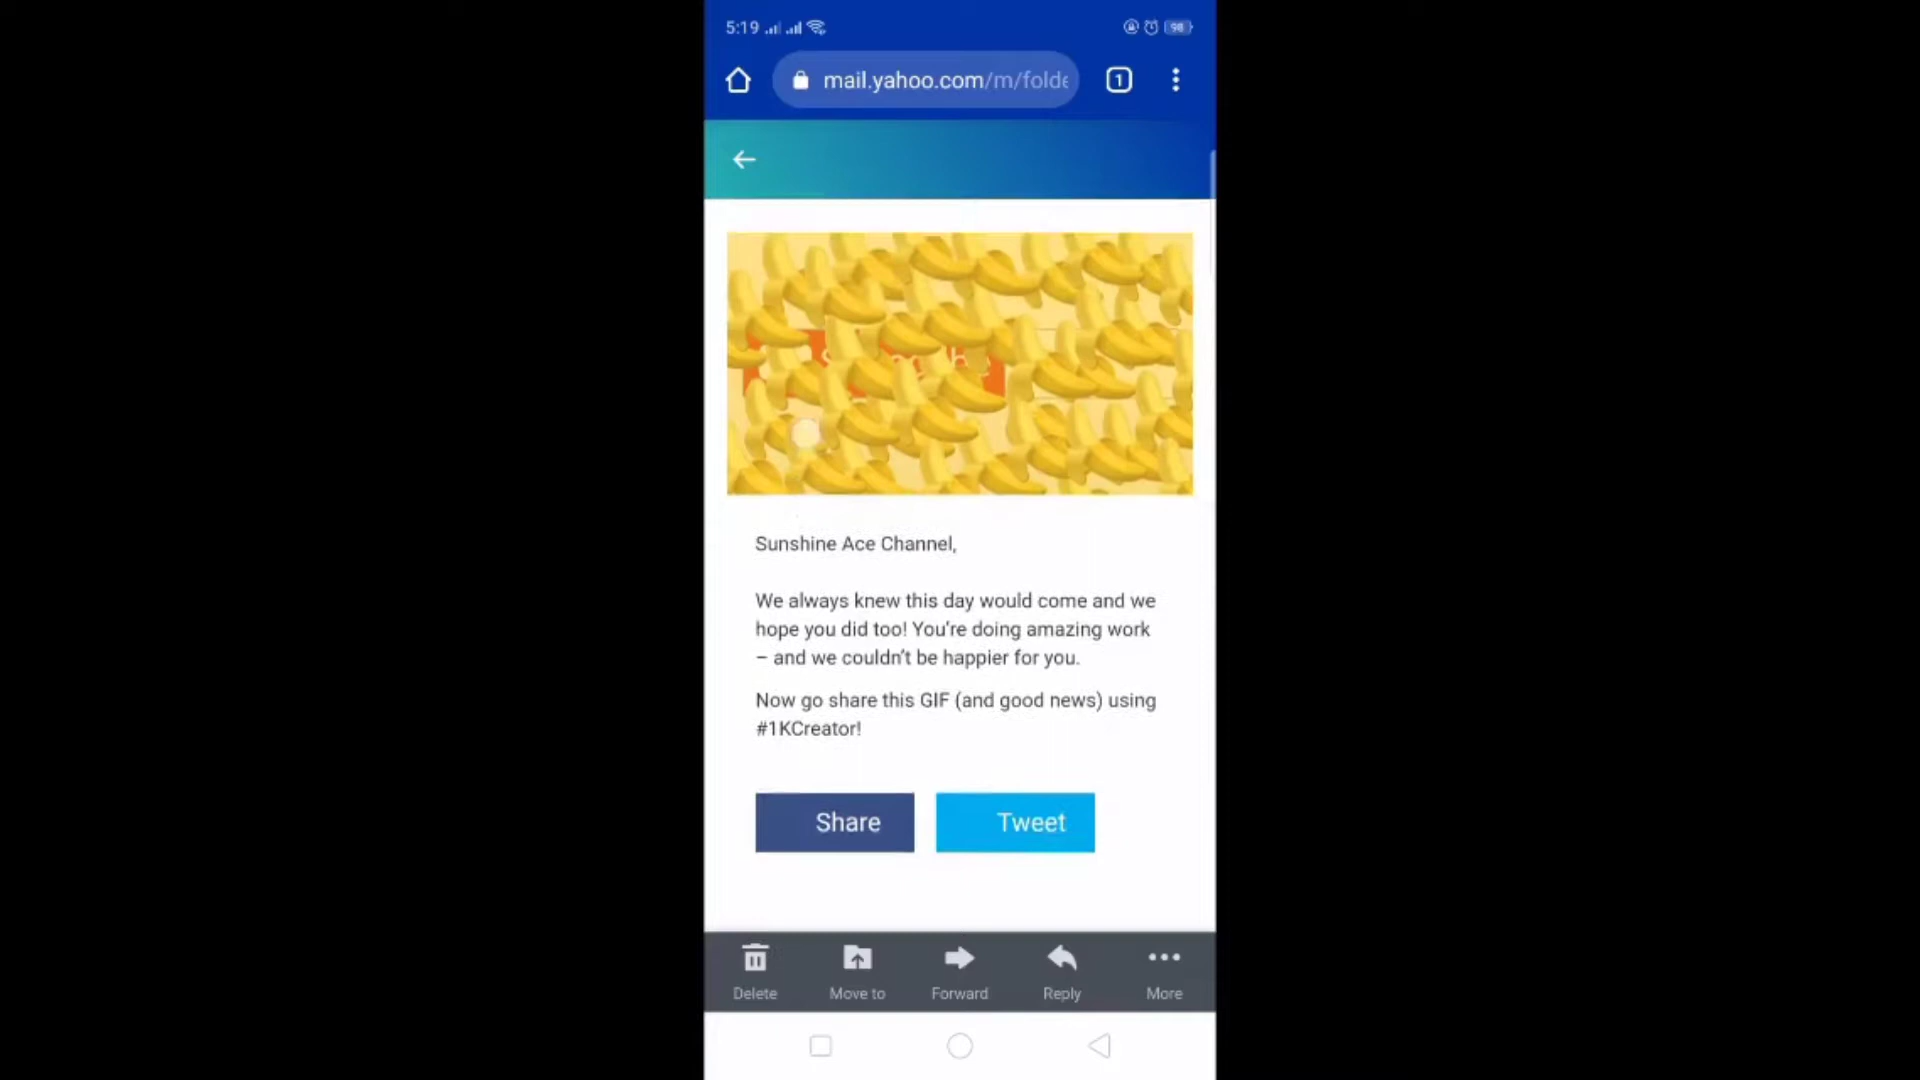 5:19
98
mail.yahoo.com/m/folde
1
Sunshine Ace Channel,
We always knew this day would come and we
hope you did too! You're doing amazing work
– and we couldn't be happier for you.
Now go share this GIF (and good news) using
#1KCreator!
Share
Tweet
Delete
Move to
Forward
Reply
More